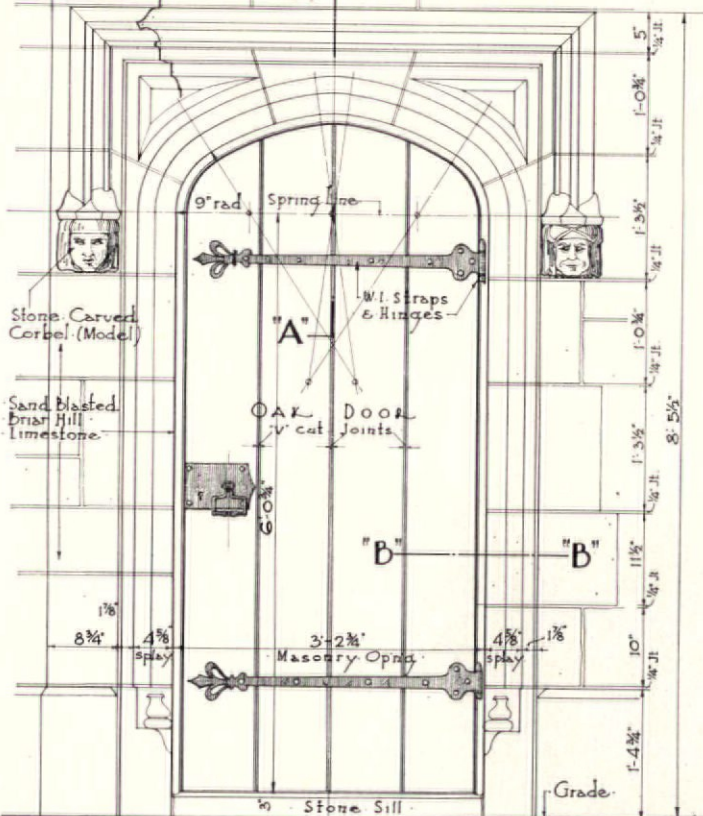 5"
¼" Jt.
1'-0¾"
¼" Jt.
9" rad
Spring line
1'-3½"
¼" Jt.
W.I. Straps
& Hinges
Stone Carved
Corbel (Model)
"A"
1'-0¾"
¼" Jt.
8'-5½"
Sand Blasted
Briar Hill
Limestone
OAK DOOR
"V" cut Joints
1'-3½"
¼" Jt.
6'-0¾"
"B" "B"
11½"
¼" Jt
1⅞"
8¾"
4⅝"
splay
3'-2¾"
Masonry Opng.
4⅝"
splay
1⅞"
10"
¼" Jt.
1'-4¾"
Grade
3"
Stone Sill